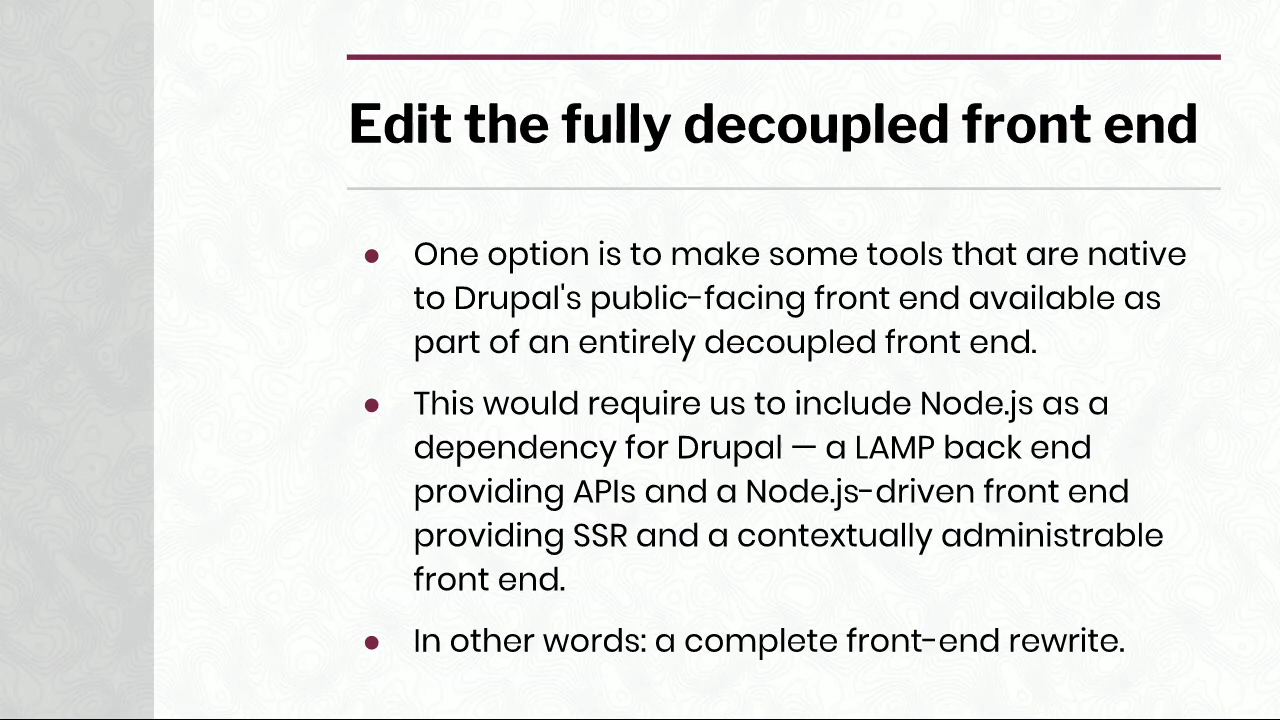 Edit the fully decoupled front end
● One option is to make some tools that are native
to Drupal's public-facing front end available as
part of an entirely decoupled front end.
● This would require us to include Node.js as a
dependency for Drupal — a LAMP back end
providing APIs and a Node.js-driven front end
providing SSR and a contextually administrable
front end.
● In other words: a complete front-end rewrite.